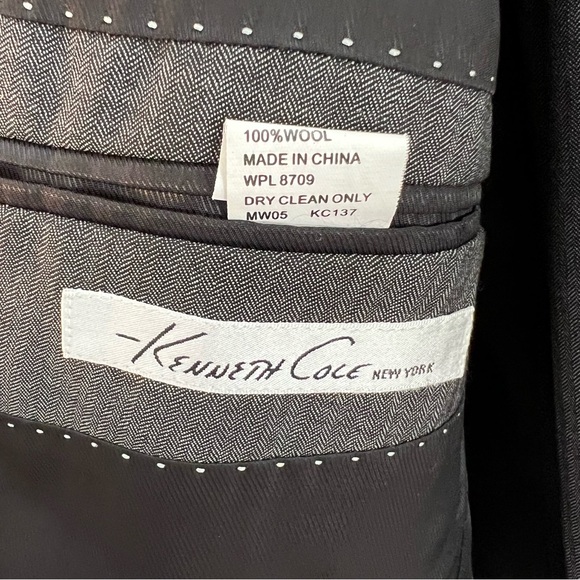 100%WOOL
MADE IN CHINA
WPL 8709
DRY CLEAN ONLY
MW05 KC137
-KENNETH COLE NEW YORK